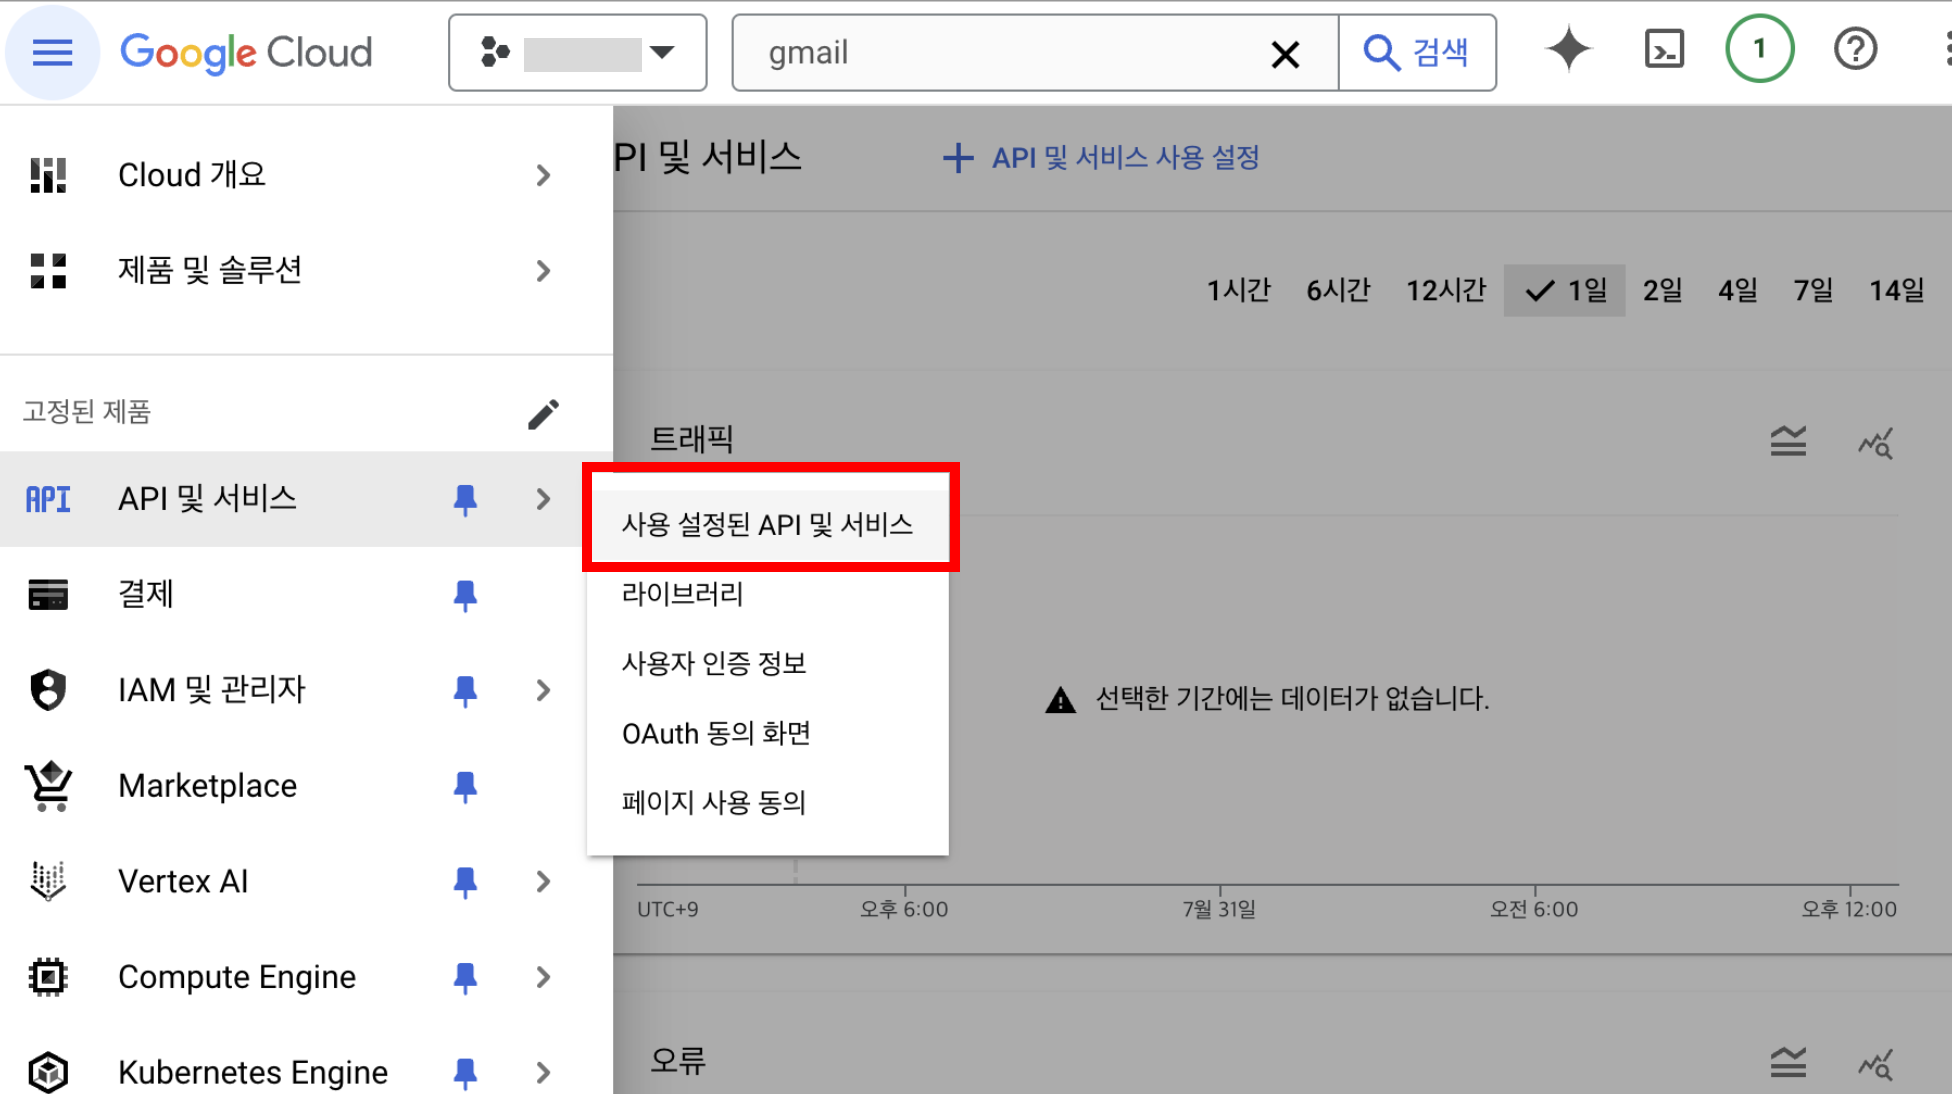 Google Cloud
gmail
검색
1
Cloud 개요
제품 및 솔루션
고정된 제품
API
API 및 서비스
결제
IAM 및 관리자
Marketplace
Vertex AI
Compute Engine
Kubernetes Engine
사용 설정된 API 및 서비스
라이브러리
사용자 인증 정보
OAuth 동의 화면
페이지 사용 동의
PI 및 서비스
API 및 서비스 사용 설정
1시간 6시간 12시간 1일 2일 4일 7일 14일
트래픽
선택한 기간에는 데이터가 없습니다.
UTC+9 오후 6:00 7월 31일 오전 6:00 오후 12:00
오류